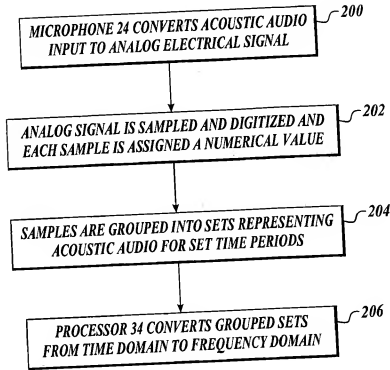 200
MICROPHONE 24 CONVERTS ACOUSTIC AUDIO
INPUT TO ANALOG ELECTRICAL SIGNAL
202
ANALOG SIGNAL IS SAMPLED AND DIGITIZED AND
EACH SAMPLE IS ASSIGNED A NUMERICAL VALUE
204
SAMPLES ARE GROUPED INTO SETS REPRESENTING
ACOUSTIC AUDIO FOR SET TIME PERIODS
206
PROCESSOR 34 CONVERTS GROUPED SETS
FROM TIME DOMAIN TO FREQUENCY DOMAIN